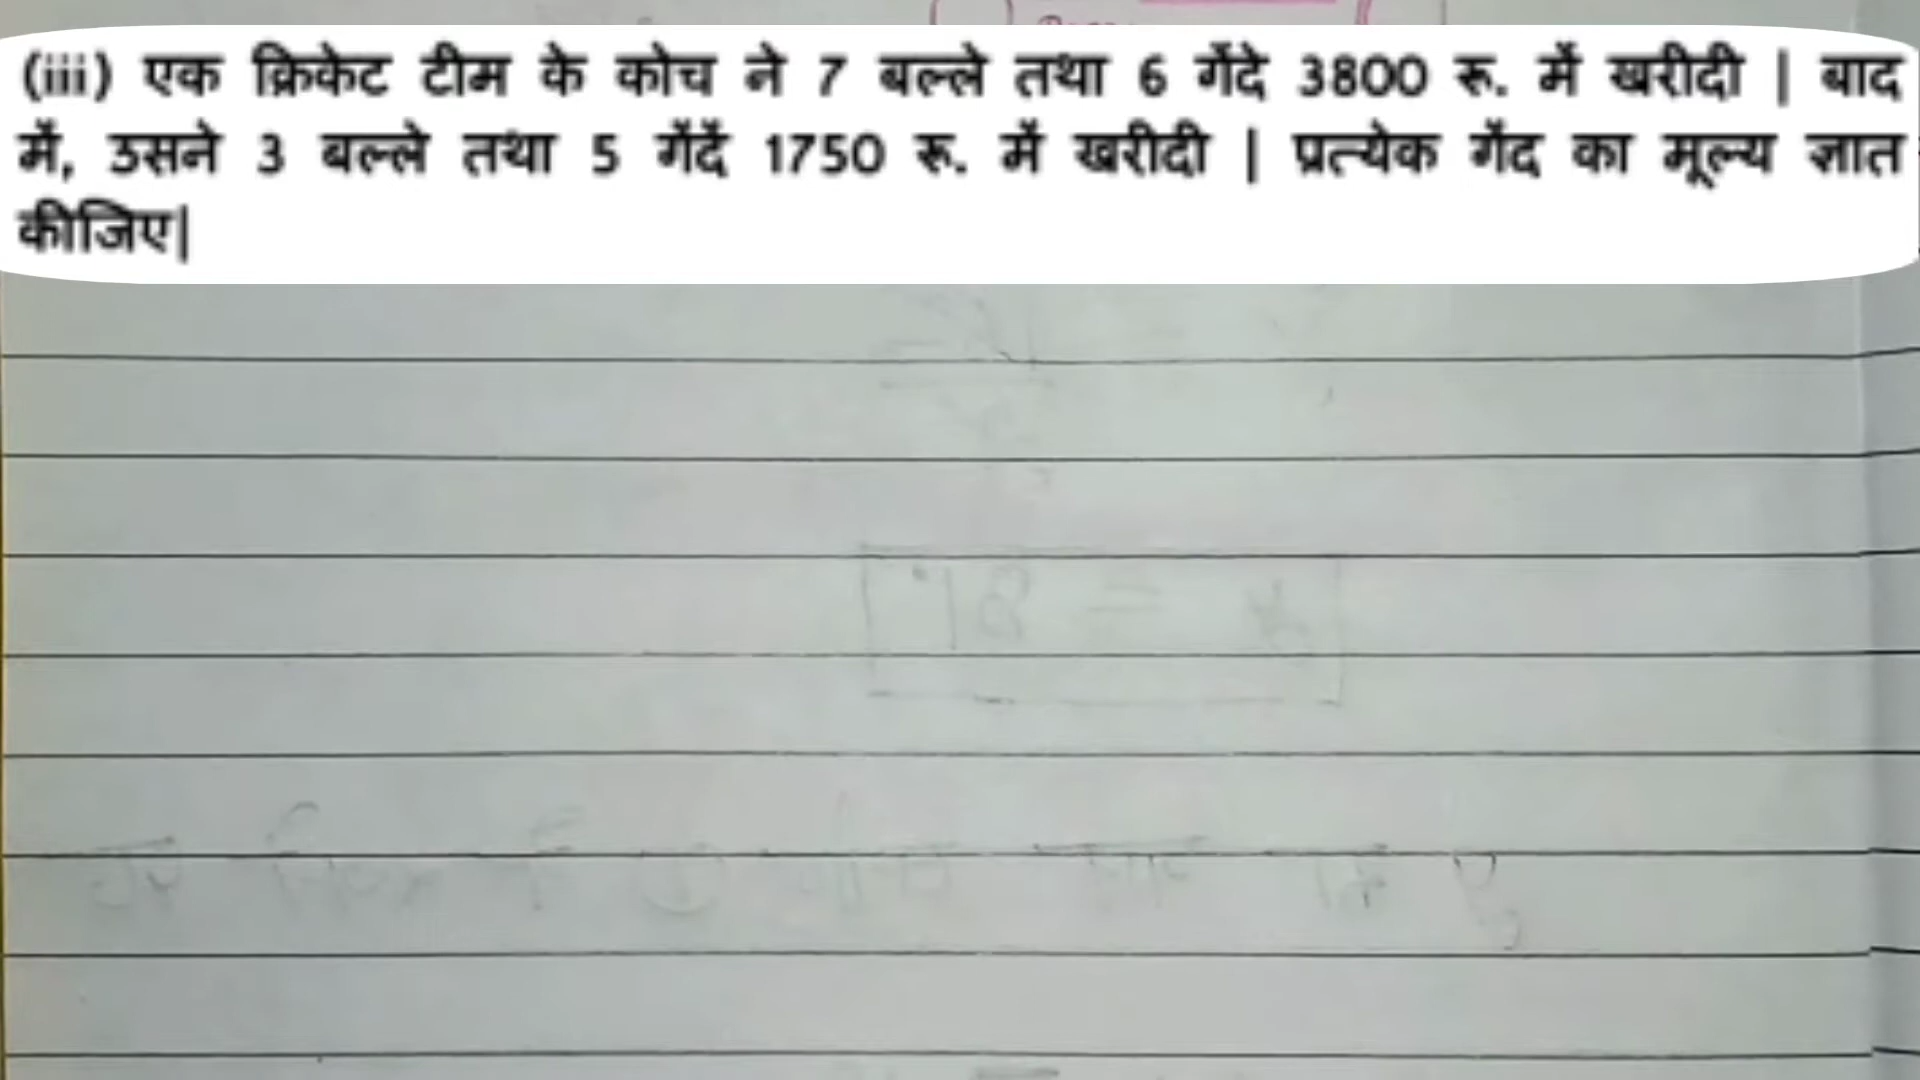 (iii) एक क्रिकेट टीम के कोच ने 7 बल्ले तथा 6 गेंदे 3800 रू. में खरीदी | बाद
में, उसने 3 बल्ले तथा 5 गेंदें 1750 रू. में खरीदी | प्रत्येक गेंद का मूल्य ज्ञात
कीजिए|